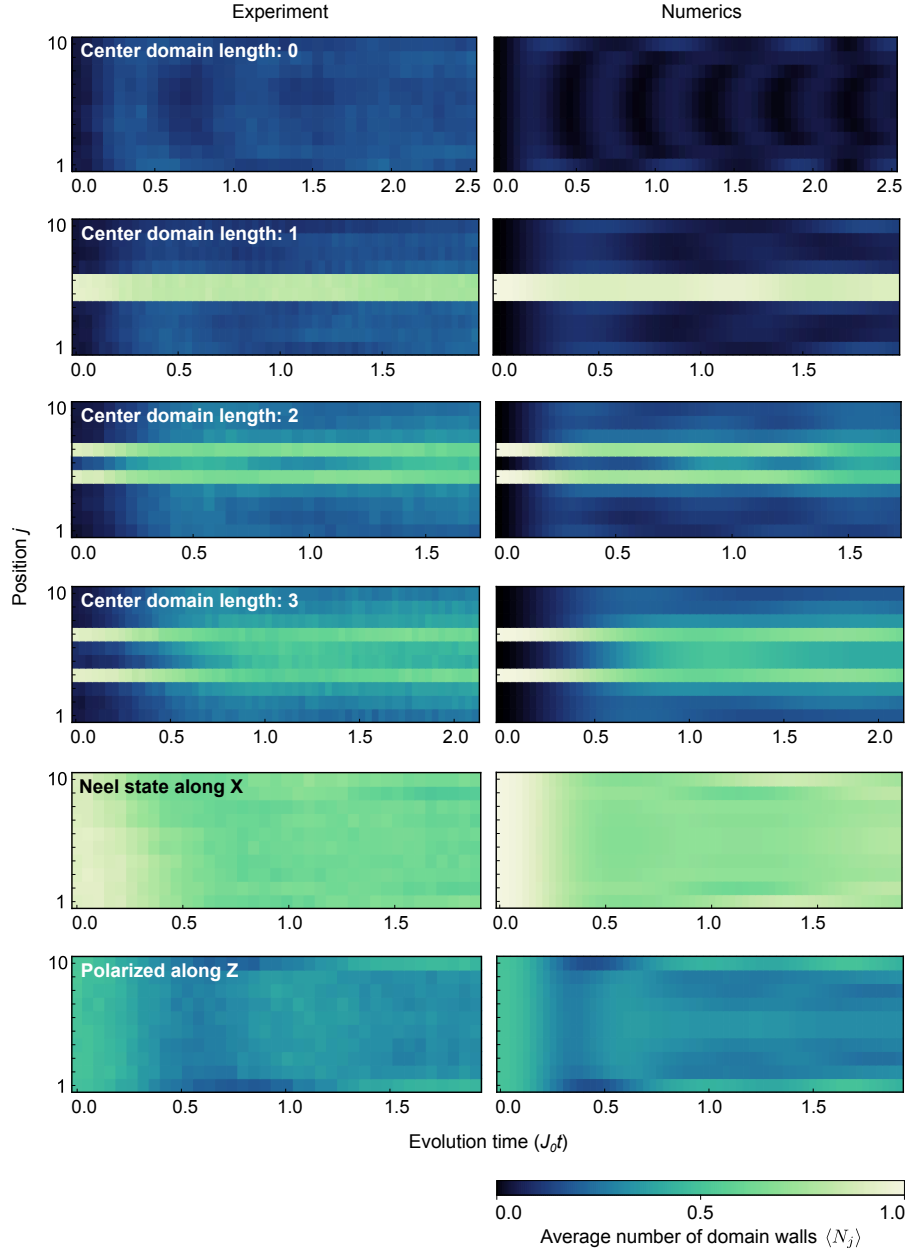 Experiment
Numerics
Center domain length: 0
10
1
0.0 0.5 1.0 1.5 2.0 2.5
0.0 0.5 1.0 1.5 2.0 2.5
Center domain length: 1
10
1
0.0 0.5 1.0 1.5
0.0 0.5 1.0 1.5
Center domain length: 2
10
1
0.0 0.5 1.0 1.5
0.0 0.5 1.0 1.5
Position j
Center domain length: 3
10
1
0.0 0.5 1.0 1.5 2.0
0.0 0.5 1.0 1.5 2.0
Neel state along X
10
1
0.0 0.5 1.0 1.5
0.0 0.5 1.0 1.5
Polarized along Z
10
1
0.0 0.5 1.0 1.5
0.0 0.5 1.0 1.5
Evolution time (J₀t)
0.0 0.5 1.0
Average number of domain walls ⟨N_j⟩